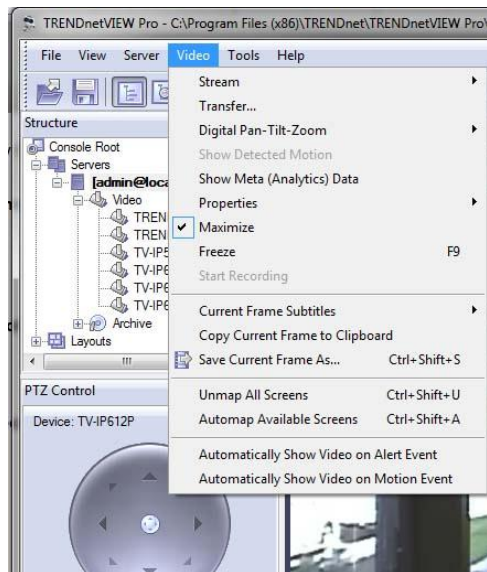 TRENDnetVIEW Pro - C:\Program Files (x86)\TRENDnet\TRENDnetVIEW Pro\
File View Server Video Tools Help
Structure
Console Root
Servers
[admin@loca
Video
TREN
TREN
TV-IP5
TV-IP6
TV-IP6
TV-IP6
Archive
Layouts
PTZ Control
Device: TV-IP612P
Stream
Transfer...
Digital Pan-Tilt-Zoom
Show Detected Motion
Show Meta (Analytics) Data
Properties
Maximize
Freeze F9
Start Recording
Current Frame Subtitles
Copy Current Frame to Clipboard
Save Current Frame As... Ctrl+Shift+S
Unmap All Screens Ctrl+Shift+U
Automap Available Screens Ctrl+Shift+A
Automatically Show Video on Alert Event
Automatically Show Video on Motion Event